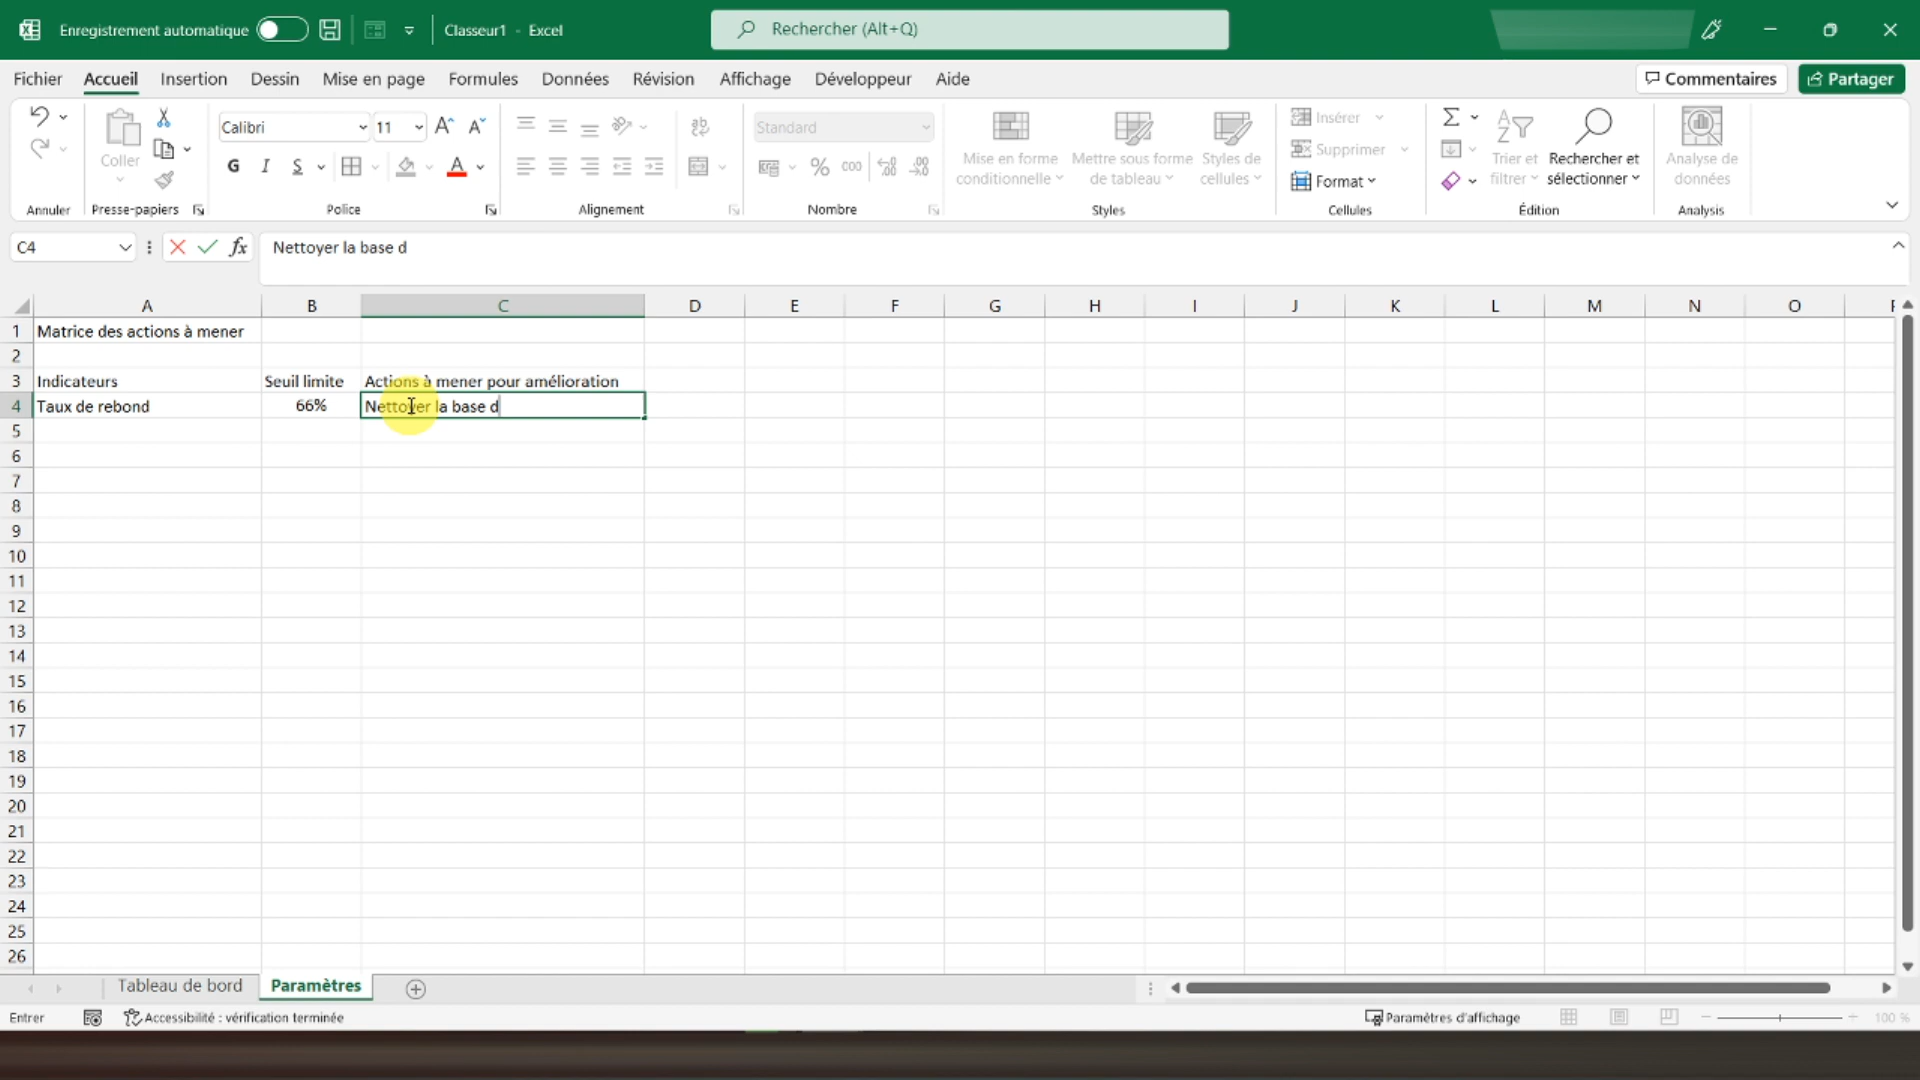 Enregistrement automatique
Classeur1 - Excel
Rechercher (Alt+Q)
Fichier Accueil Insertion Dessin Mise en page Formules Données Révision Affichage Développeur Aide
Commentaires Partager
Calibri 11
Standard
Coller
G I S
% 000
Mise en forme conditionnelle
Mettre sous forme de tableau
Styles de cellules
Insérer
Supprimer
Format
Trier et filtrer
Rechercher et sélectionner
Analyse de données
Annuler Presse-papiers Police Alignement Nombre Styles Cellules Édition Analysis
C4 fx Nettoyer la base d
A B C D E F G H I J K L M N O
1 Matrice des actions à mener
2
3 Indicateurs Seuil limite Actions à mener pour amélioration
4 Taux de rebond 66% Nettoyer la base d
5
6
7
8
9
10
11
12
13
14
15
16
17
18
19
20
21
22
23
24
25
26
Tableau de bord Paramètres
Entrer Accessibilité : vérification terminée Paramètres d'affichage 100 %